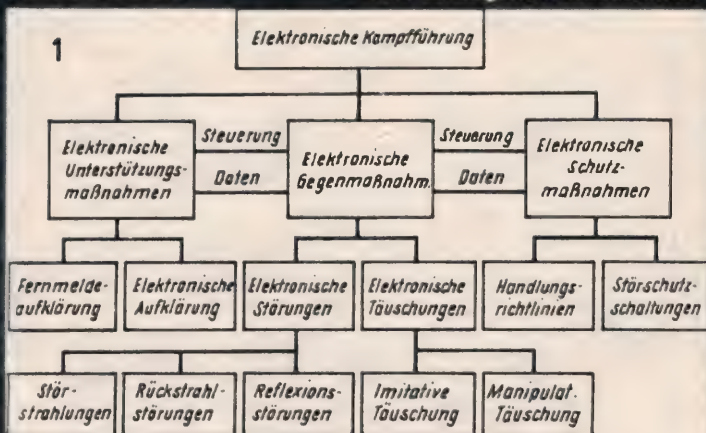 1
Elektronische Kampfführung
Elektronische
Unterstützungs-
maßnahmen
Steuerung
Daten
Elektronische
Gegenmaßnahm.
Steuerung
Daten
Elektronische
Schutz-
maßnahmen
Fernmelde-
aufklärung
Elektronische
Aufklärung
Elektronische
Störungen
Elektronische
Täuschungen
Handlungs-
richtlinien
Störschutz-
schaltungen
Stör-
strahlungen
Rückstrahl-
störungen
Reflexions-
störungen
Imitative
Täuschung
Manipulat.
Täuschung